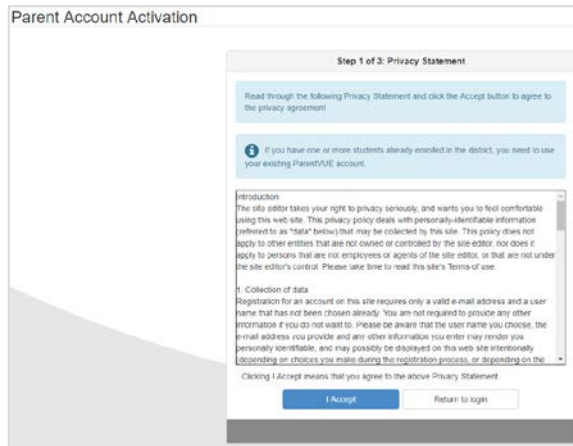 Parent Account Activation
Step 1 of 3: Privacy Statement
Read through the following Privacy Statement and click the Accept button to agree to
the privacy agreement
If you have one or more students already enrolled in the district, you need to use
your existing ParentVUE account.
Introduction
The site editor takes your right to privacy seriously, and wants you to feel comfortable
using this web site. This privacy policy deals with personally-identifiable information
(referred to as "data" below) that may be collected by this site. This policy does not
apply to other entities that are not owned or controlled by the site editor, nor does it
apply to persons that are not employees or agents of the site editor, or that are not under
the site editor's control. Please take time to read this site's Terms of use.
1. Collection of data
Registration for an account on this site requires only a valid e-mail address and a user
name that has not been chosen already. You are not required to provide any other
information if you do not want to. Please be aware that the user name you choose, the
e-mail address you provide and any other information you enter may render you
personally identifiable, and may possibly be displayed on this web site intentionally
(depending on choices you make during the registration process, or depending on the
Clicking I Accept means that you agree to the above Privacy Statement
I Accept
Return to login